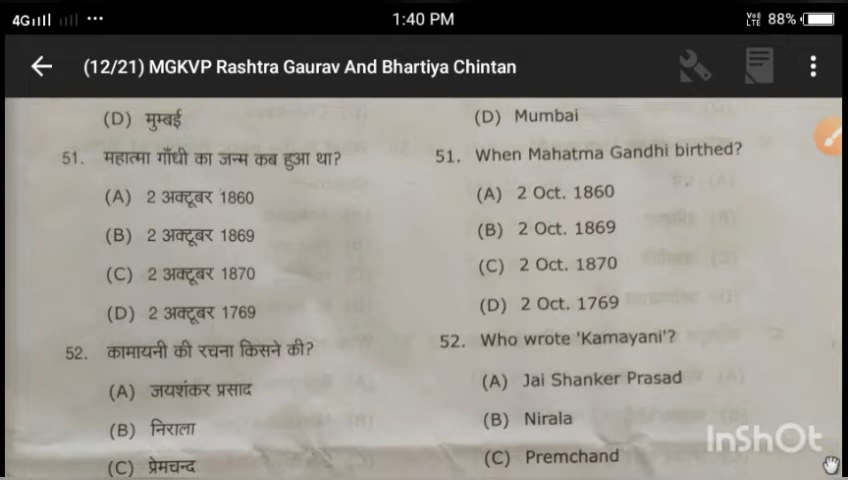 4G ...
1:40 PM
VoI) LTE 88%
(12/21) MGKVP Rashtra Gaurav And Bhartiya Chintan
(D) मुम्बई
51. महात्मा गाँधी का जन्म कब हुआ था?
(A) 2 अक्टूबर 1860
(B) 2 अक्टूबर 1869
(C) 2 अक्टूबर 1870
(D) 2 अक्टूबर 1769
52. कामायनी की रचना किसने की?
(A) जयशंकर प्रसाद
(B) निराला
(C) प्रेमचन्द
(D) Mumbai
51. When Mahatma Gandhi birthed?
(A) 2 Oct. 1860
(B) 2 Oct. 1869
(C) 2 Oct. 1870
(D) 2 Oct. 1769
52. Who wrote 'Kamayani'?
(A) Jai Shanker Prasad
(B) Nirala
(C) Premchand
InShOt